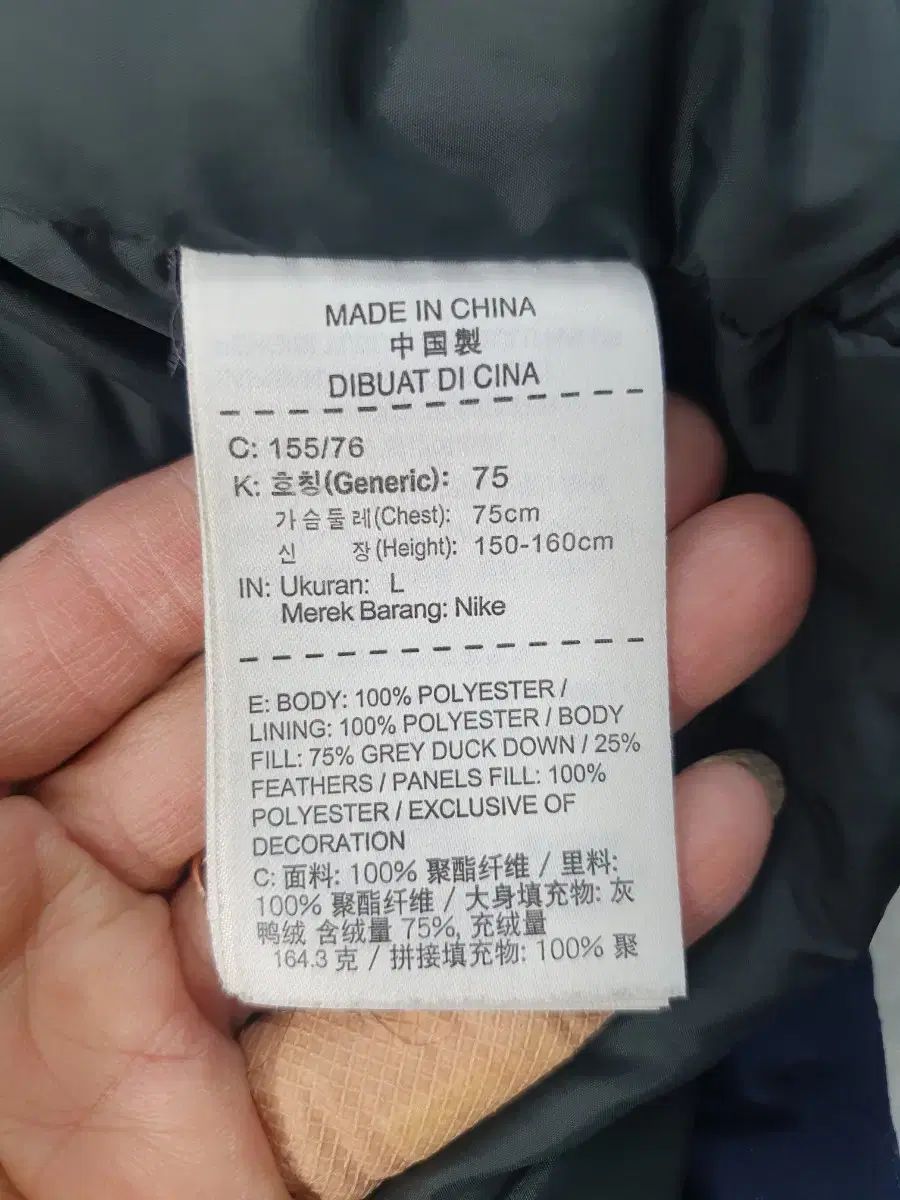 MADE IN CHINA
中国製
DIBUAT DI CINA
C: 155/76
K: 호칭(Generic): 75
가슴둘레(Chest): 75cm
신 장(Height): 150-160cm
IN: Ukuran: L
Merek Barang: Nike
E: BODY: 100% POLYESTER /
LINING: 100% POLYESTER / BODY
FILL: 75% GREY DUCK DOWN / 25%
FEATHERS / PANELS FILL: 100%
POLYESTER / EXCLUSIVE OF
DECORATION
C: 面料: 100% 聚酯纤维 / 里料:
100% 聚酯纤维 / 大身填充物: 灰
鸭绒 含绒量 75%, 充绒量
164.3 克 / 拼接填充物: 100% 聚